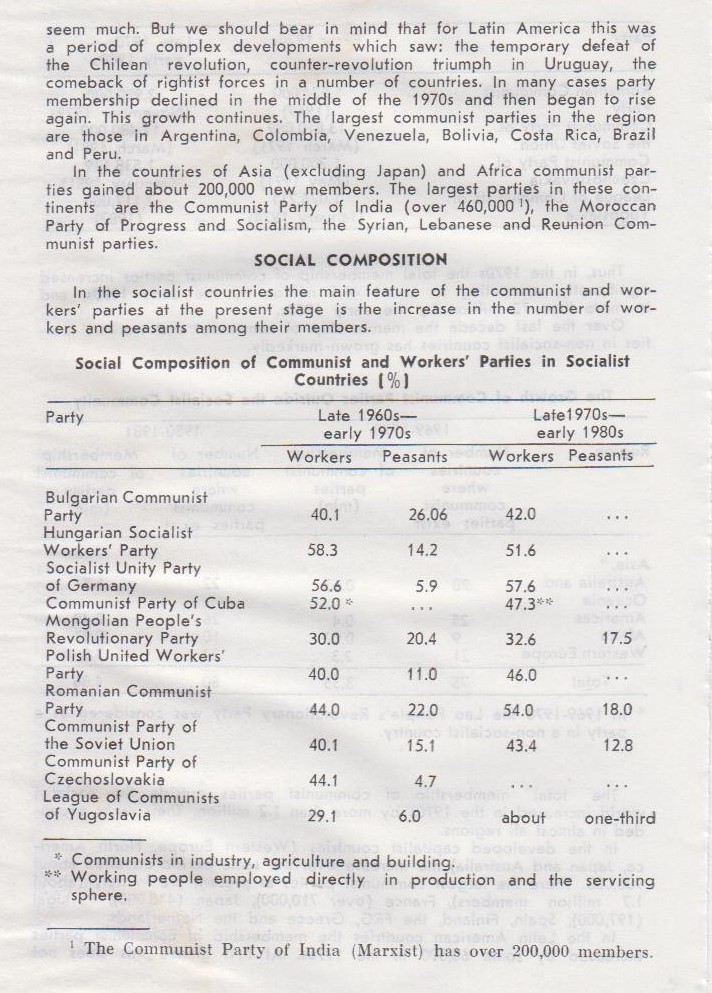 seem much. But we should bear in mind that for Latin America this was
a period of complex developments which saw: the temporary defeat of
the Chilean revolution, counter-revolution triumph in Uruguay, the
comeback of rightist forces in a number of countries. In many cases party
membership declined in the middle of the 1970s and then began to rise
again. This growth continues. The largest communist parties in the region
are those in Argentina, Colombia, Venezuela, Bolivia, Costa Rica, Brazil
and Peru.
In the countries of Asia (excluding Japan) and Africa communist par-
ties gained about 200,000 new members. The largest parties in these con-
tinents are the Communist Party of India (over 460,000 ¹), the Moroccan
Party of Progress and Socialism, the Syrian, Lebanese and Reunion Com-
munist parties.
SOCIAL COMPOSITION
In the socialist countries the main feature of the communist and wor-
kers' parties at the present stage is the increase in the number of wor-
kers and peasants among their members.
Social Composition of Communist and Workers' Parties in Socialist
Countries (%)
Party Late 1960s— Late1970s—
early 1970s early 1980s
Workers Peasants Workers Peasants
Bulgarian Communist
Party 40.1 26.06 42.0 ...
Hungarian Socialist
Workers' Party 58.3 14.2 51.6 ...
Socialist Unity Party
of Germany 56.6 5.9 57.6 ...
Communist Party of Cuba 52.0 * ... 47.3** ...
Mongolian People's
Revolutionary Party 30.0 20.4 32.6 17.5
Polish United Workers'
Party 40.0 11.0 46.0 ...
Romanian Communist
Party 44.0 22.0 54.0 18.0
Communist Party of
the Soviet Union 40.1 15.1 43.4 12.8
Communist Party of
Czechoslovakia 44.1 4.7 ... ...
League of Communists
of Yugoslavia 29.1 6.0 about one-third
* Communists in industry, agriculture and building.
** Working people employed directly in production and the servicing
sphere.
¹ The Communist Party of India (Marxist) has over 200,000 members.